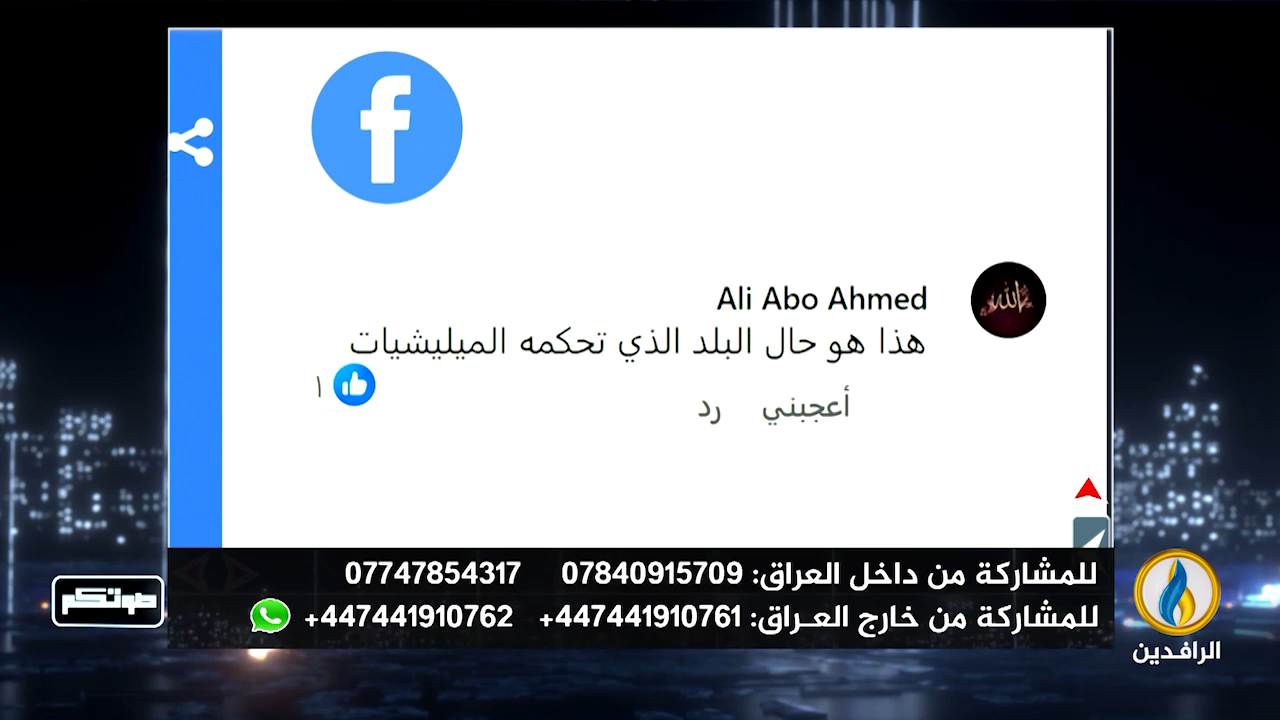 Ali Abo Ahmed
هذا هو حال البلد الذي تحكمه الميليشيات
١
أعجبني رد
للمشاركة من داخل العراق: 07840915709 07747854317
للمشاركة من خارج العـراق: 447441910761+ 447441910762+
صوتكم
الرافدين